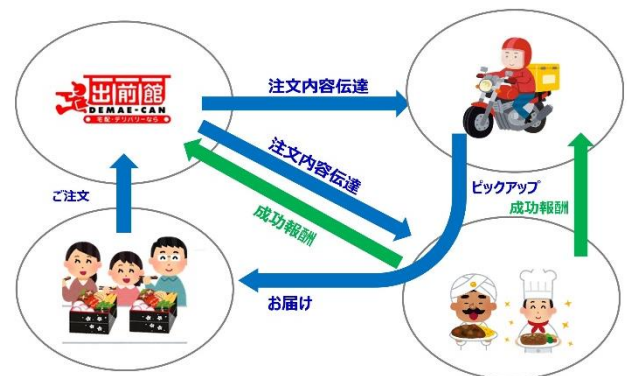 出前館
DEMAE-CAN
宅配・デリバリーなら
注文内容伝達
注文内容伝達
成功報酬
ご注文
ピックアップ
成功報酬
お届け